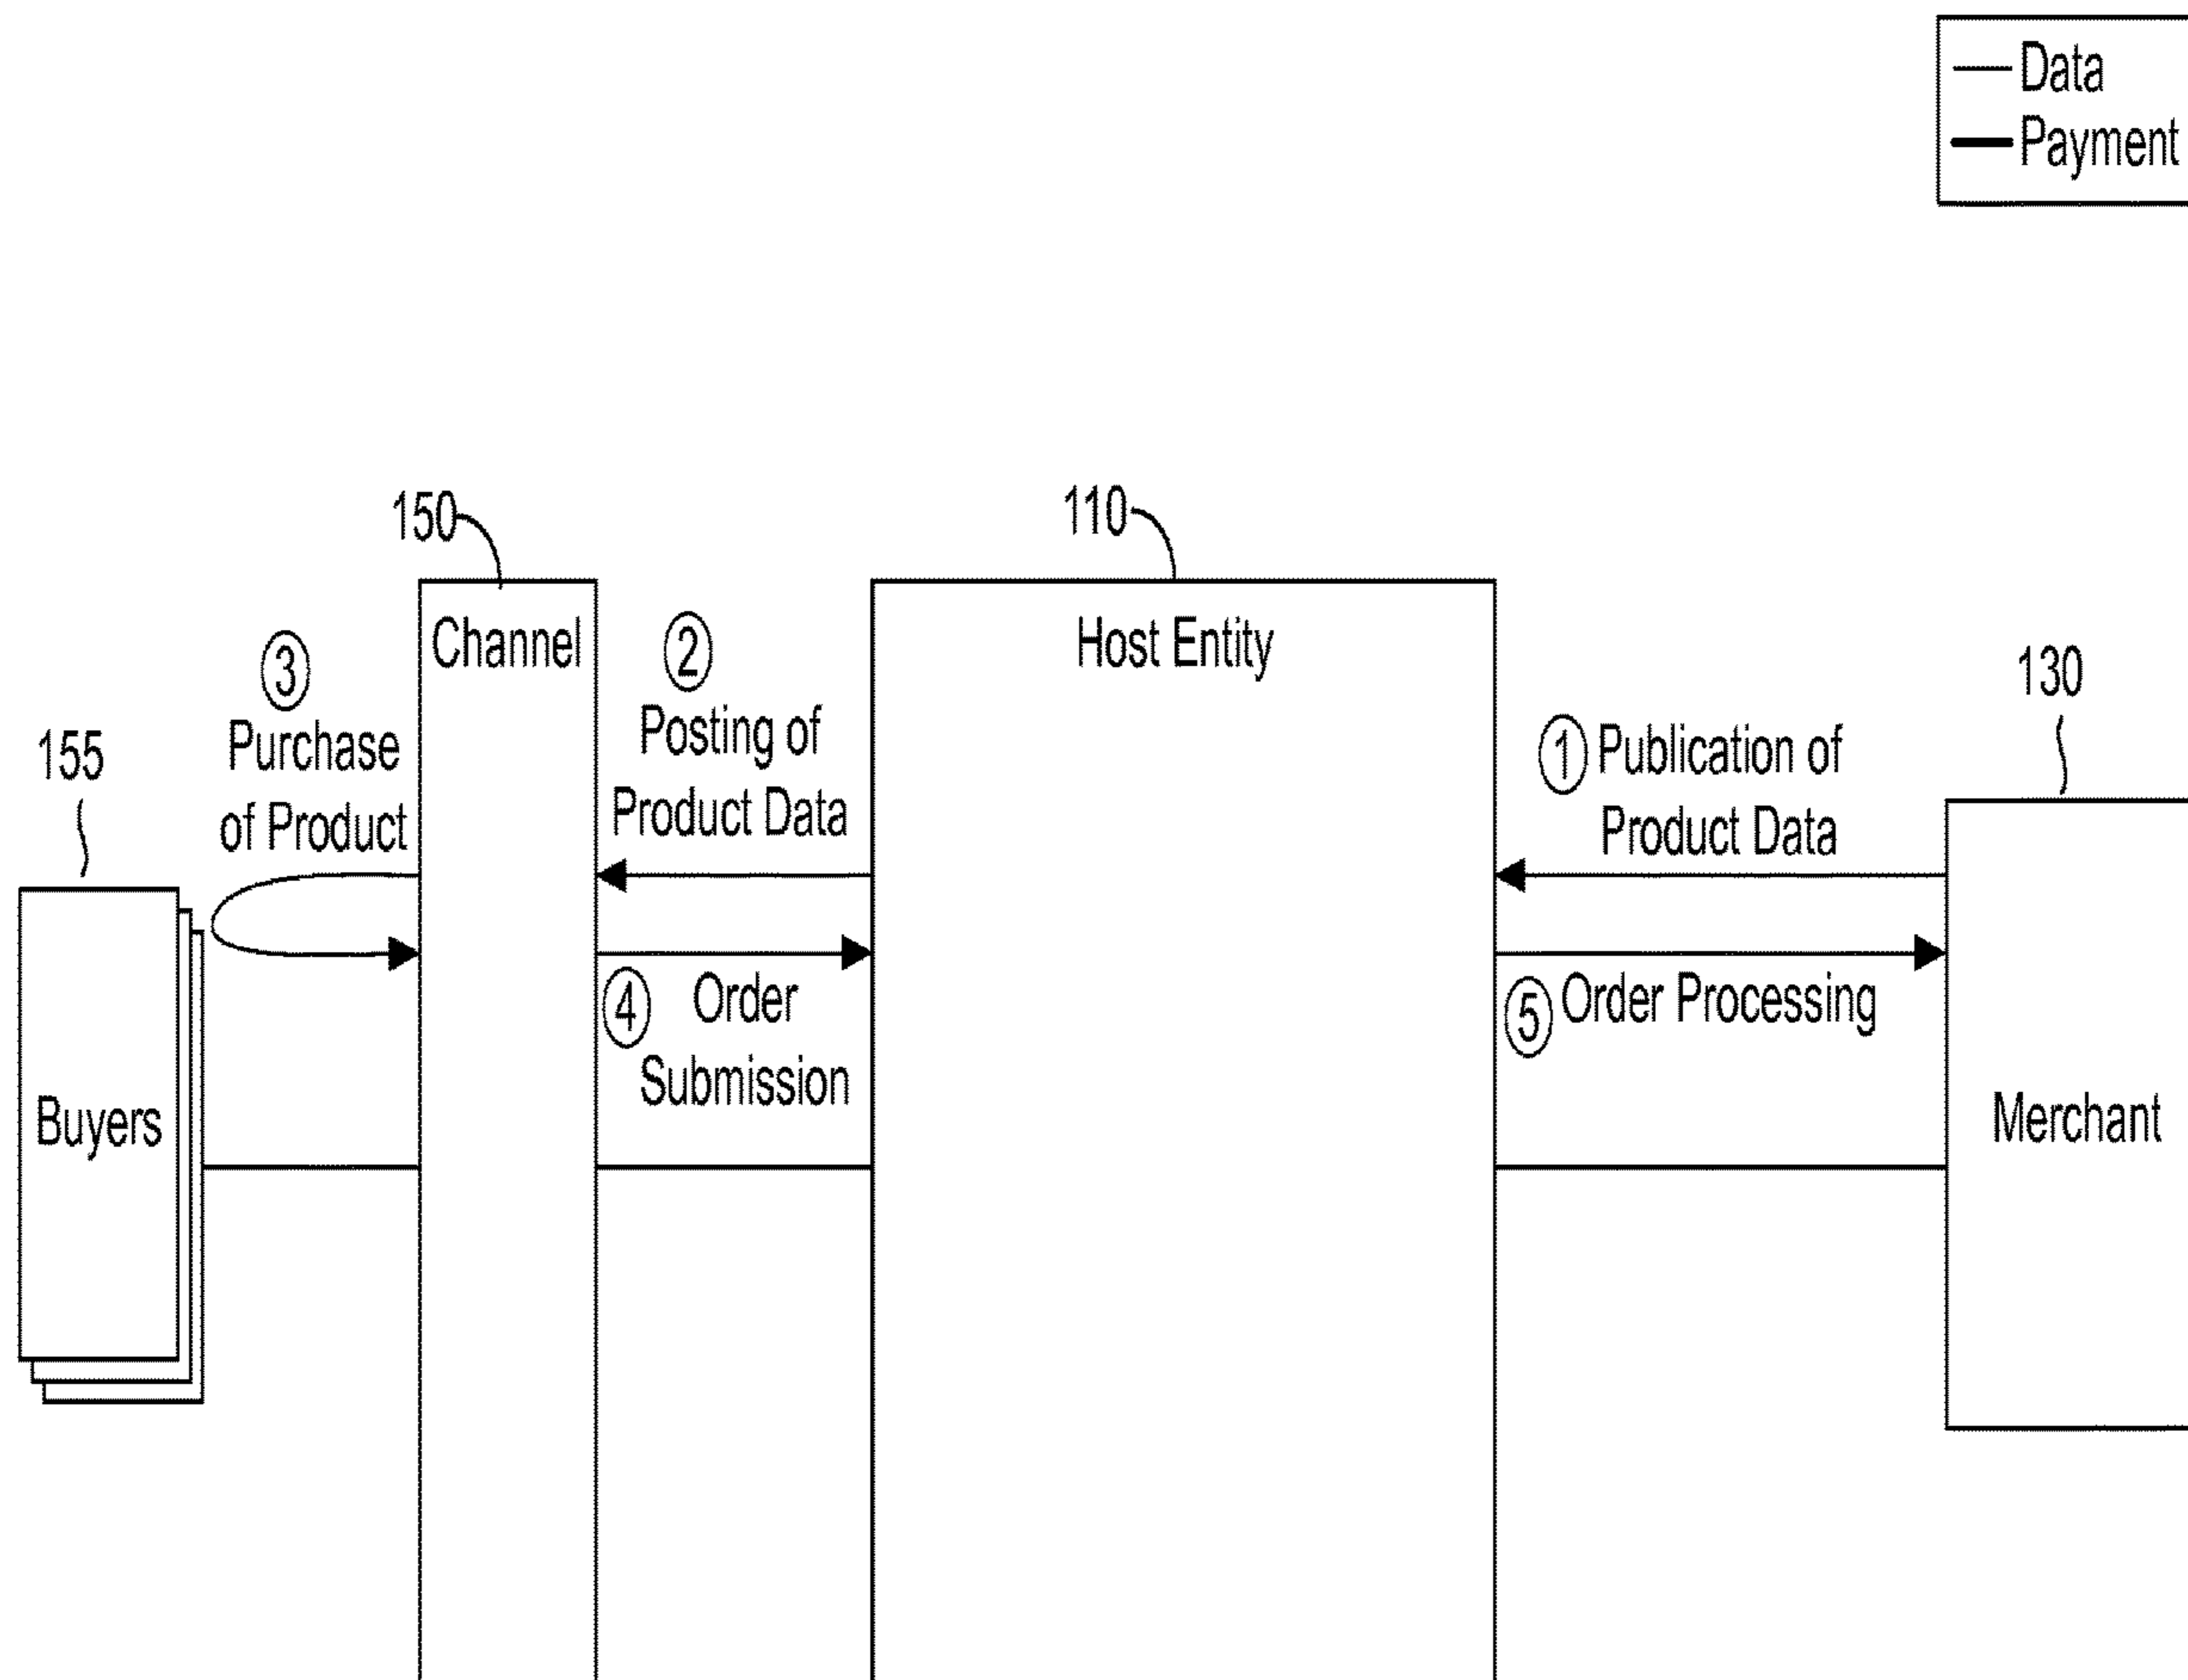 Data
Payment
150
110
Channel
Host Entity
③
Purchase
of Product
②
Posting of
Product Data
130
① Publication of
Product Data
155
④ Order
Submission
⑤ Order Processing
Buyers
Merchant